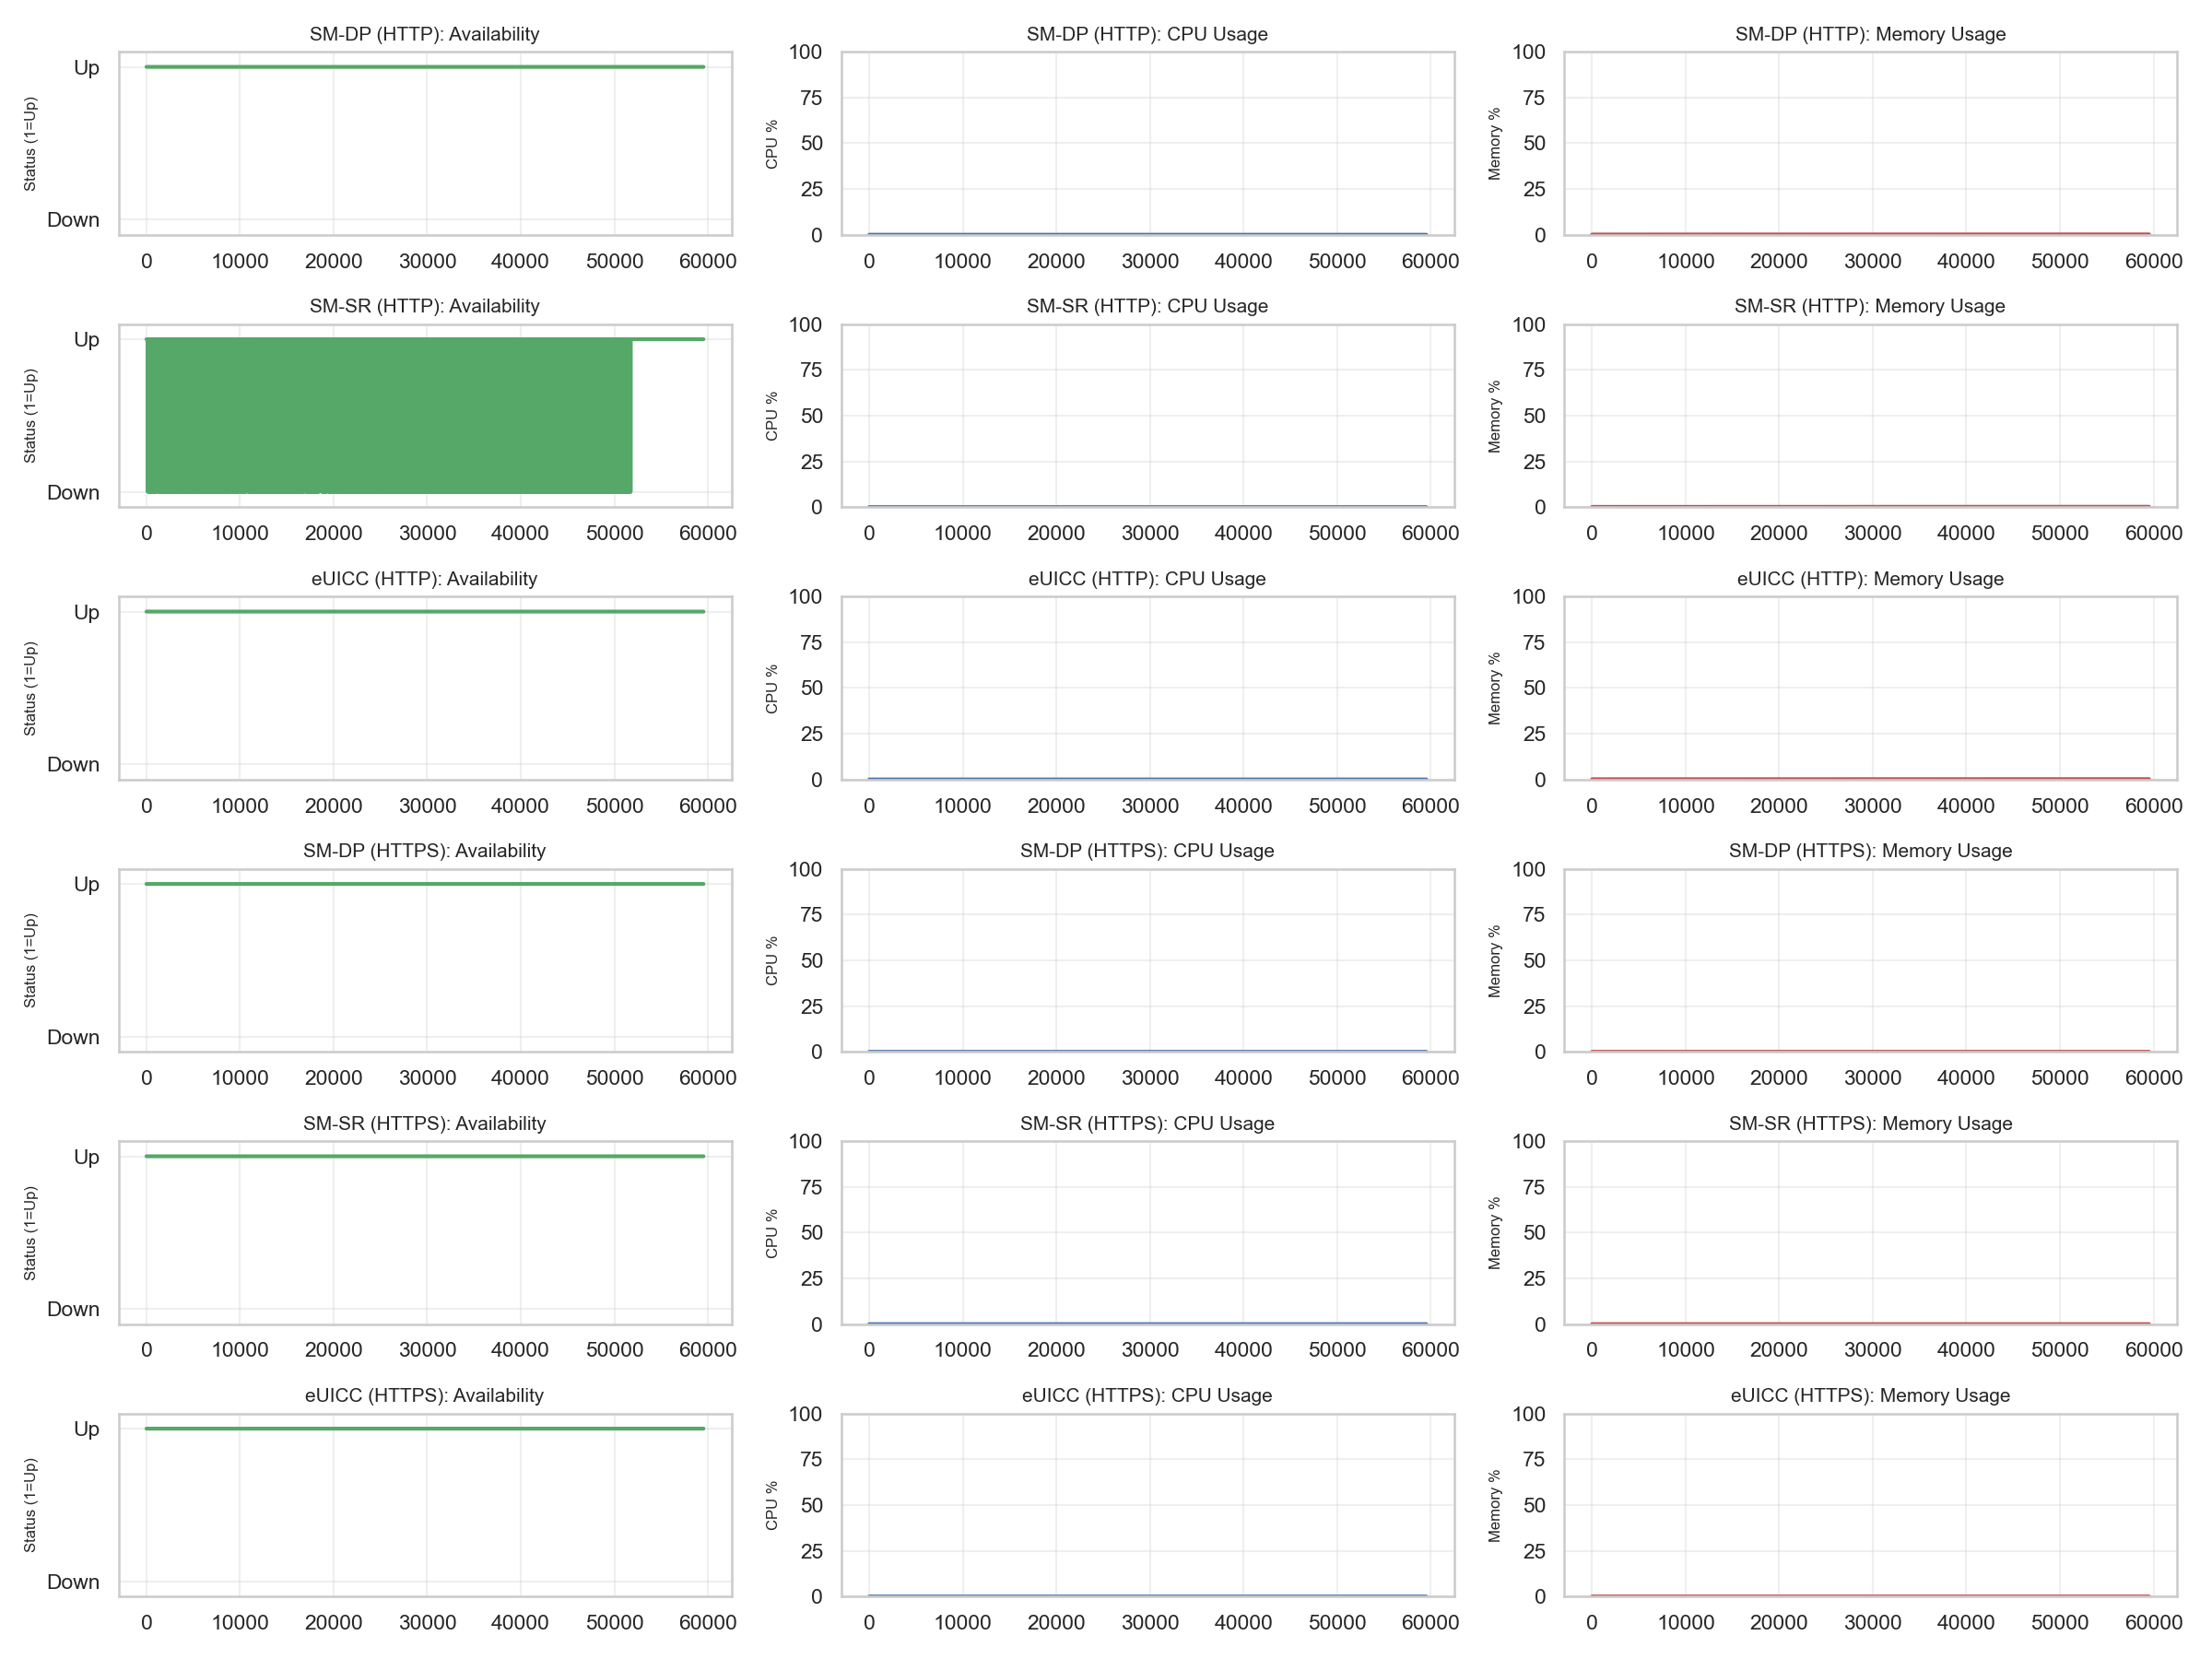 SM-DP (HTTP): Availability
Status (1=Up)
Up
Down
0 10000 20000 30000 40000 50000 60000
SM-DP (HTTP): CPU Usage
CPU %
100
75
50
25
0
0 10000 20000 30000 40000 50000 60000
SM-DP (HTTP): Memory Usage
Memory %
100
75
50
25
0
0 10000 20000 30000 40000 50000 60000
SM-SR (HTTP): Availability
Status (1=Up)
Up
Down
0 10000 20000 30000 40000 50000 60000
SM-SR (HTTP): CPU Usage
CPU %
100
75
50
25
0
0 10000 20000 30000 40000 50000 60000
SM-SR (HTTP): Memory Usage
Memory %
100
75
50
25
0
0 10000 20000 30000 40000 50000 60000
eUICC (HTTP): Availability
Status (1=Up)
Up
Down
0 10000 20000 30000 40000 50000 60000
eUICC (HTTP): CPU Usage
CPU %
100
75
50
25
0
0 10000 20000 30000 40000 50000 60000
eUICC (HTTP): Memory Usage
Memory %
100
75
50
25
0
0 10000 20000 30000 40000 50000 60000
SM-DP (HTTPS): Availability
Status (1=Up)
Up
Down
0 10000 20000 30000 40000 50000 60000
SM-DP (HTTPS): CPU Usage
CPU %
100
75
50
25
0
0 10000 20000 30000 40000 50000 60000
SM-DP (HTTPS): Memory Usage
Memory %
100
75
50
25
0
0 10000 20000 30000 40000 50000 60000
SM-SR (HTTPS): Availability
Status (1=Up)
Up
Down
0 10000 20000 30000 40000 50000 60000
SM-SR (HTTPS): CPU Usage
CPU %
100
75
50
25
0
0 10000 20000 30000 40000 50000 60000
SM-SR (HTTPS): Memory Usage
Memory %
100
75
50
25
0
0 10000 20000 30000 40000 50000 60000
eUICC (HTTPS): Availability
Status (1=Up)
Up
Down
0 10000 20000 30000 40000 50000 60000
eUICC (HTTPS): CPU Usage
CPU %
100
75
50
25
0
0 10000 20000 30000 40000 50000 60000
eUICC (HTTPS): Memory Usage
Memory %
100
75
50
25
0
0 10000 20000 30000 40000 50000 60000